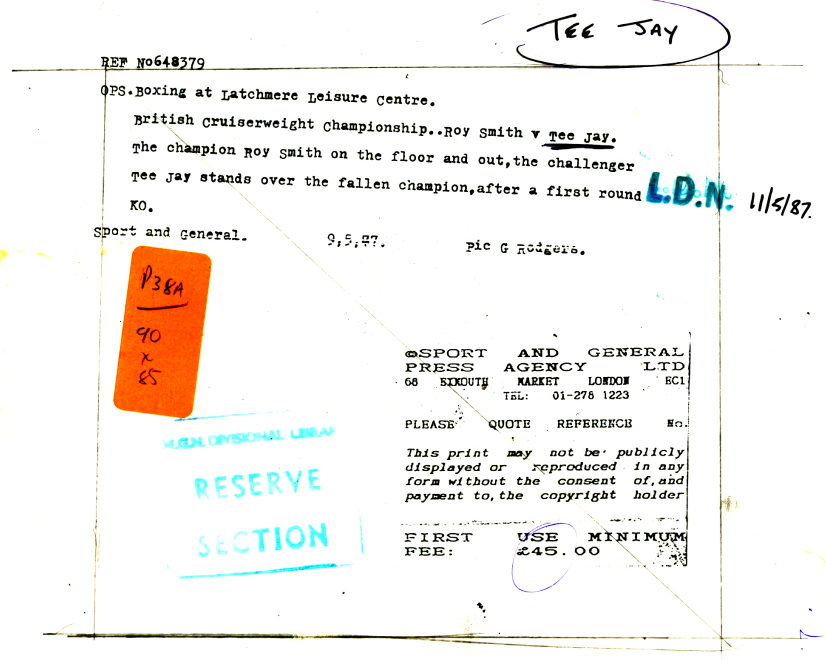 TEE JAY
REF No648379
OPS.Boxing at Latchmere Leisure Centre.
British Cruiserweight Championship..Roy Smith v Tee Jay.
The champion Roy Smith on the floor and out,the challenger
Tee Jay stands over the fallen champion,after a first round
L.D.N. 11/5/87.
KO.
Sport and General. 9,5,87. Pic G Rodgers.
P38A
90
x
85
©SPORT AND GENERAL
PRESS AGENCY LTD
68 EXMOUTH MARKET LONDON EC1
TEL: 01-278 1223
PLEASE QUOTE REFERENCE No.
This print may not be publicly
displayed or reproduced in any
form without the consent of,and
payment to,the copyright holder
FIRST USE MINIMUM
FEE: £45.00
M.G.N. DIVISIONAL LIBRARY
RESERVE
SECTION